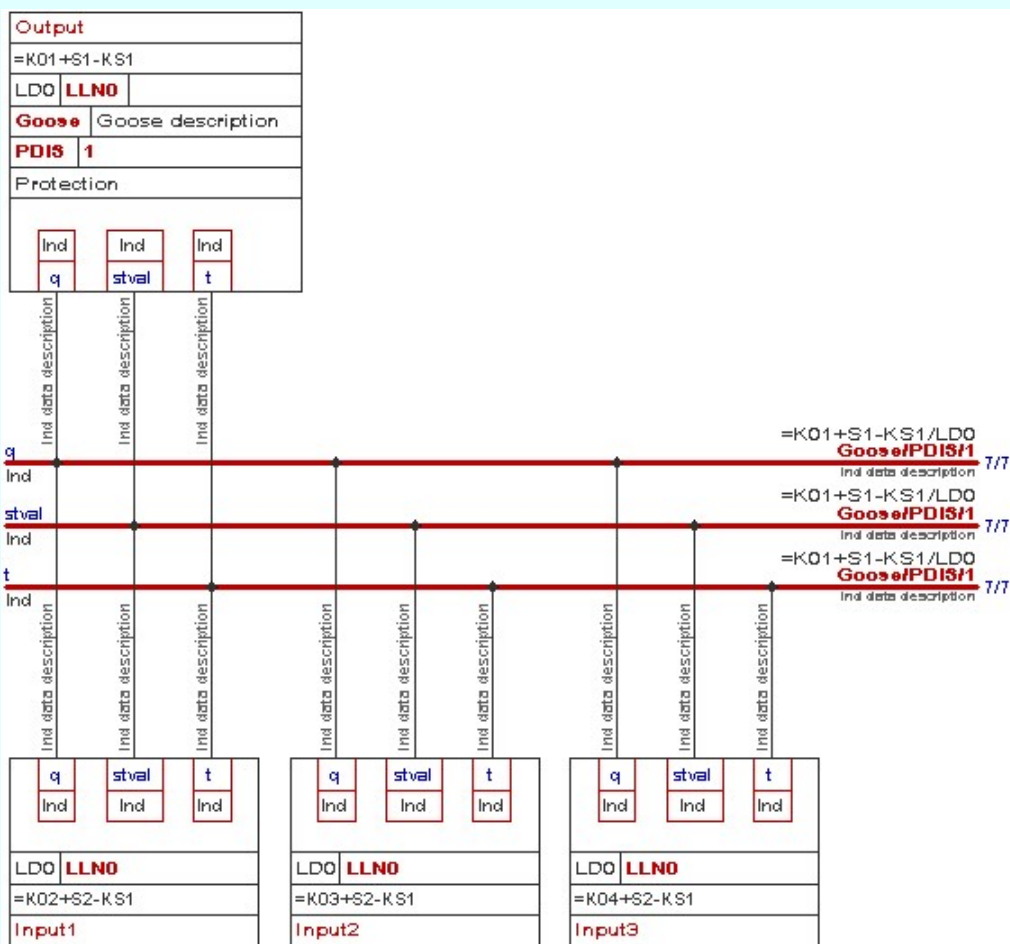 Output
=K01+S1-KS1
LD0 LLN0
Goose Goose description
PDIS 1
Protection
Ind Ind Ind
q stval t
Ind data description
Ind data description
Ind data description
=K01+S1-KS1/LD0
q Goose/PDIS/1
Ind Ind data description 7/7
=K01+S1-KS1/LD0
stval Goose/PDIS/1
Ind Ind data description 7/7
=K01+S1-KS1/LD0
t Goose/PDIS/1
Ind Ind data description 7/7
Ind data description
Ind data description
Ind data description
Ind data description
Ind data description
Ind data description
Ind data description
Ind data description
Ind data description
q stval t q stval t q stval t
Ind Ind Ind Ind Ind Ind Ind Ind Ind
LD0 LLN0 LD0 LLN0 LD0 LLN0
=K02+S2-KS1 =K03+S2-KS1 =K04+S2-KS1
Input1 Input2 Input3